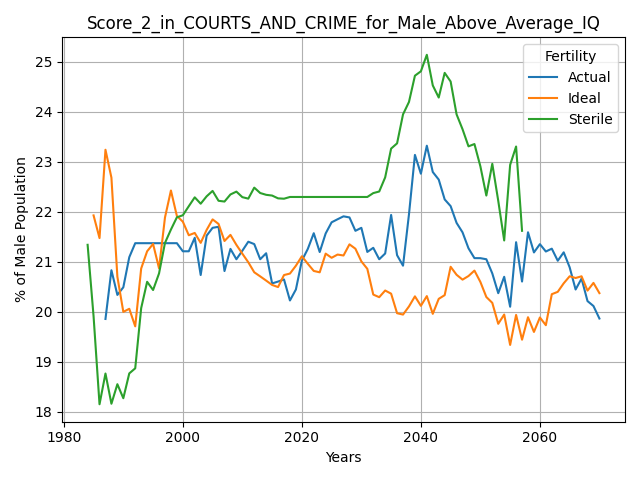 Score_2_in_COURTS_AND_CRIME_for_Male_Above_Average_IQ
Fertility
Actual
Ideal
Sterile
% of Male Population
25
24
23
22
21
20
19
18
1980
2000
2020
2040
2060
Years